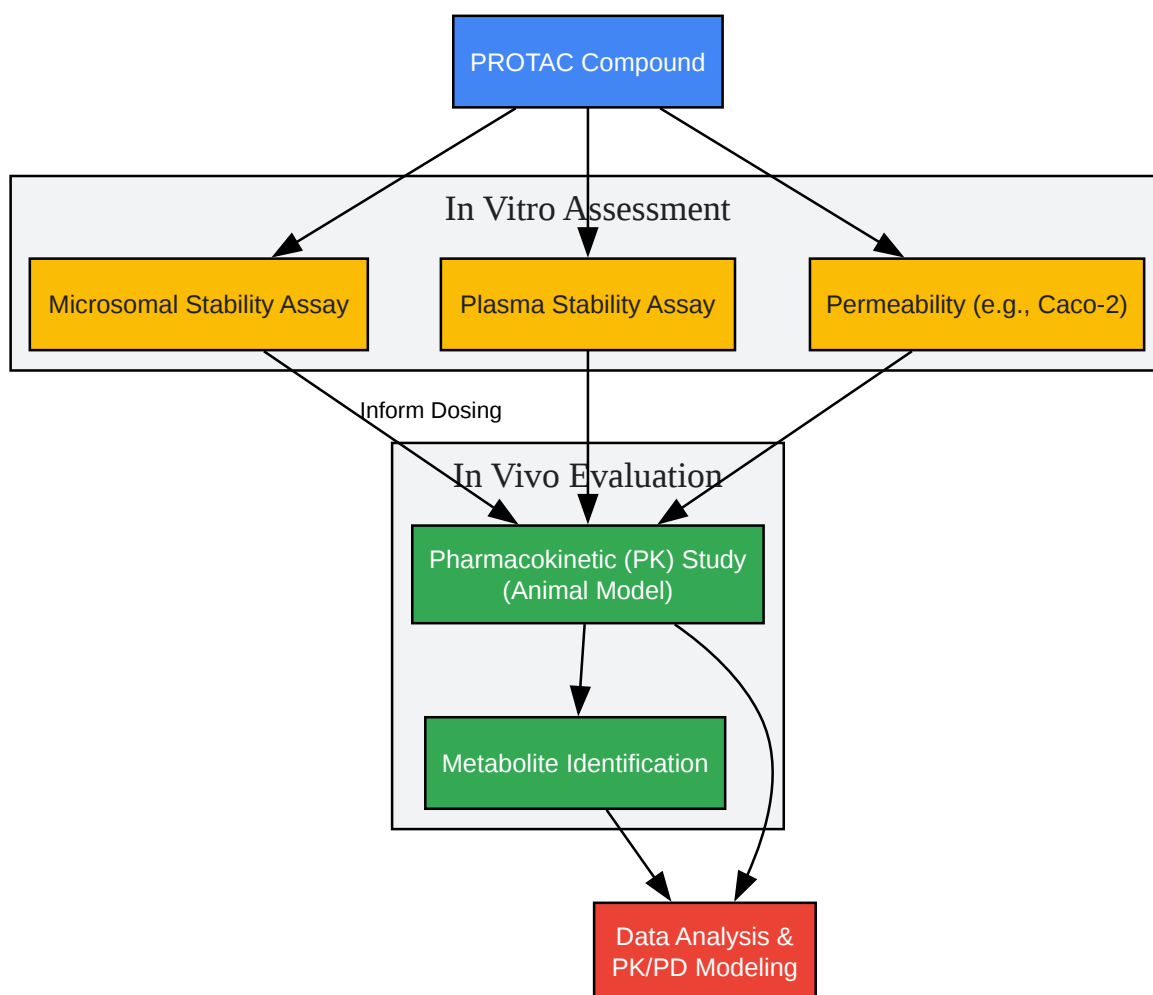 PROTAC Compound
In Vitro Assessment
Microsomal Stability Assay
Plasma Stability Assay
Permeability (e.g., Caco-2)
Inform Dosing
In Vivo Evaluation
Pharmacokinetic (PK) Study
(Animal Model)
Metabolite Identification
Data Analysis &
PK/PD Modeling